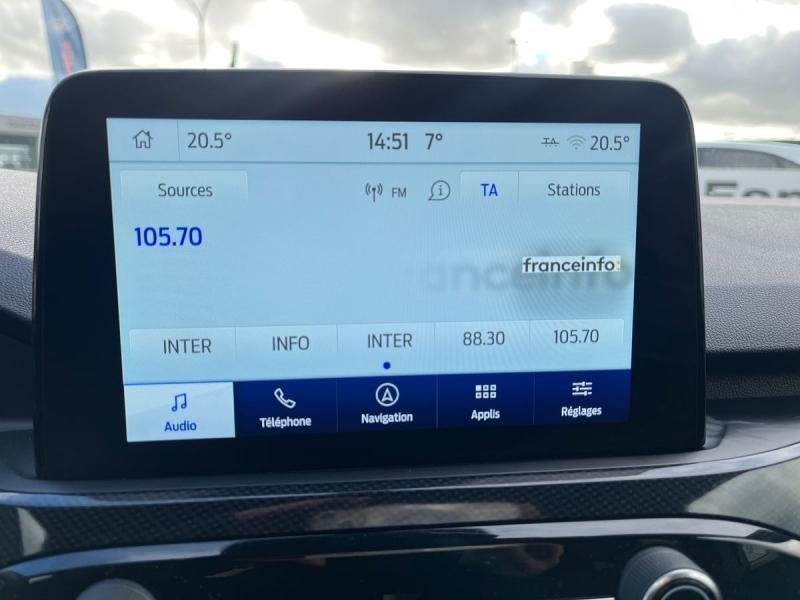 20.5° 14:51 7° TA 20.5°
Sources FM TA Stations
105.70
franceinfo
INTER INFO INTER 88.30 105.70
Audio Téléphone Navigation Applis Réglages